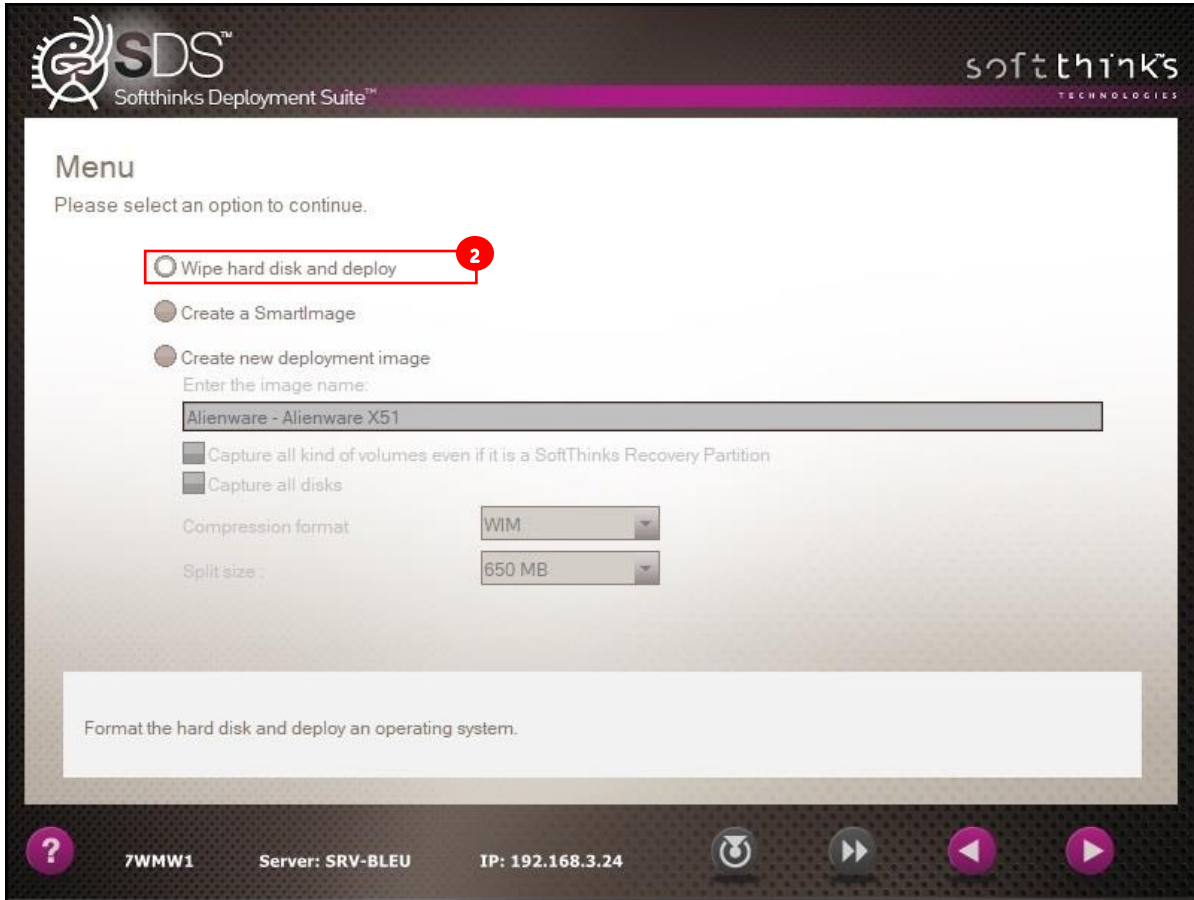 SDS™
Softthinks Deployment Suite™
softthinks™
TECHNOLOGIES
Menu
Please select an option to continue.
Wipe hard disk and deploy
2
Create a SmartImage
Create new deployment image
Enter the image name:
Alienware - Alienware X51
Capture all kind of volumes even if it is a SoftThinks Recovery Partition
Capture all disks
Compression format
WIM
Split size :
650 MB
Format the hard disk and deploy an operating system.
?
7WMW1 Server: SRV-BLEU IP: 192.168.3.24